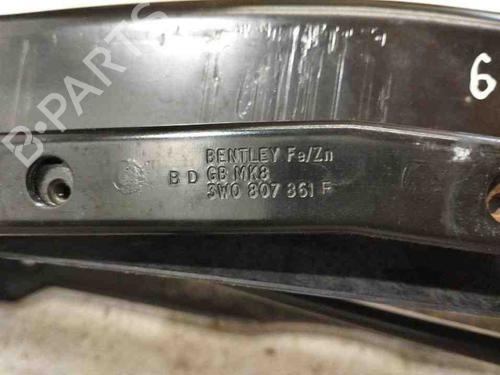 B-PARTS
6
BENTLEY Fe/Zn
B D GB MK8
3W0 807 861 F